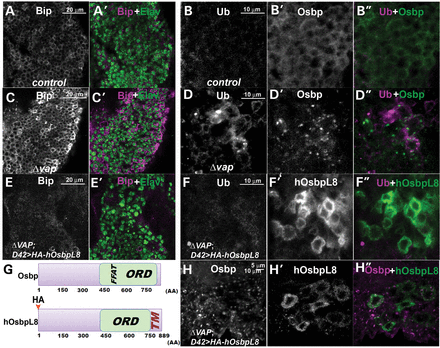 A Bip 20 μm
control
A' Bip+Elav
B Ub 10 μm
control
B' Osbp
B" Ub+Osbp
C Bip 20 μm
Δvap
C' Bip+Elav
D Ub 10 μm
Δvap
D' Osbp
D" Ub+Osbp
E Bip 20 μm
ΔVAP;
D42>HA-hOsbpL8
E' Bip+Elav
F Ub 10 μm
ΔVAP;
D42>HA-hOsbpL8
F' hOsbpL8
F" Ub+hOsbpL8
G
Osbp FFAT ORD
1 150 300 450 600 750 (AA)
HA
hOsbpL8 ORD TM
1 150 300 450 600 750 889
(AA)
H Osbp 5 μm
10 μm
ΔVAP;
D42>HA-hOsbpL8
H' hOsbpL8
H" Osbp+hOsbpL8